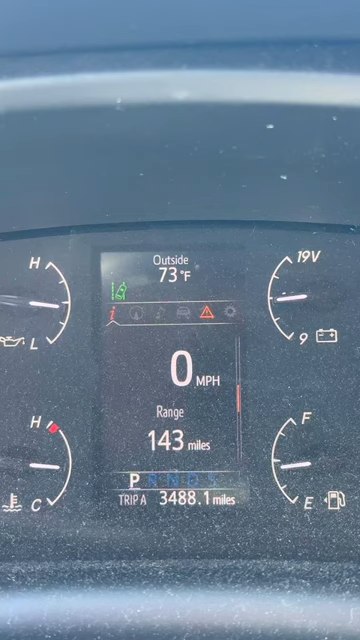 Outside
73°F
H
L
19V
9
i
0 MPH
Range
143 miles
H
C
F
E
P R N D S
TRIP A 3488.1 miles